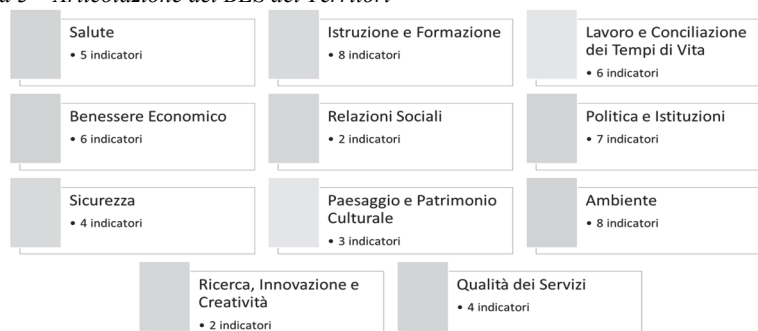 Articolazione del BES dei Territori
Salute
• 5 indicatori
Istruzione e Formazione
• 8 indicatori
Lavoro e Conciliazione
dei Tempi di Vita
• 6 indicatori
Benessere Economico
• 6 indicatori
Relazioni Sociali
• 2 indicatori
Politica e Istituzioni
• 7 indicatori
Sicurezza
• 4 indicatori
Paesaggio e Patrimonio
Culturale
• 3 indicatori
Ambiente
• 8 indicatori
Ricerca, Innovazione e
Creatività
• 2 indicatori
Qualità dei Servizi
• 4 indicatori